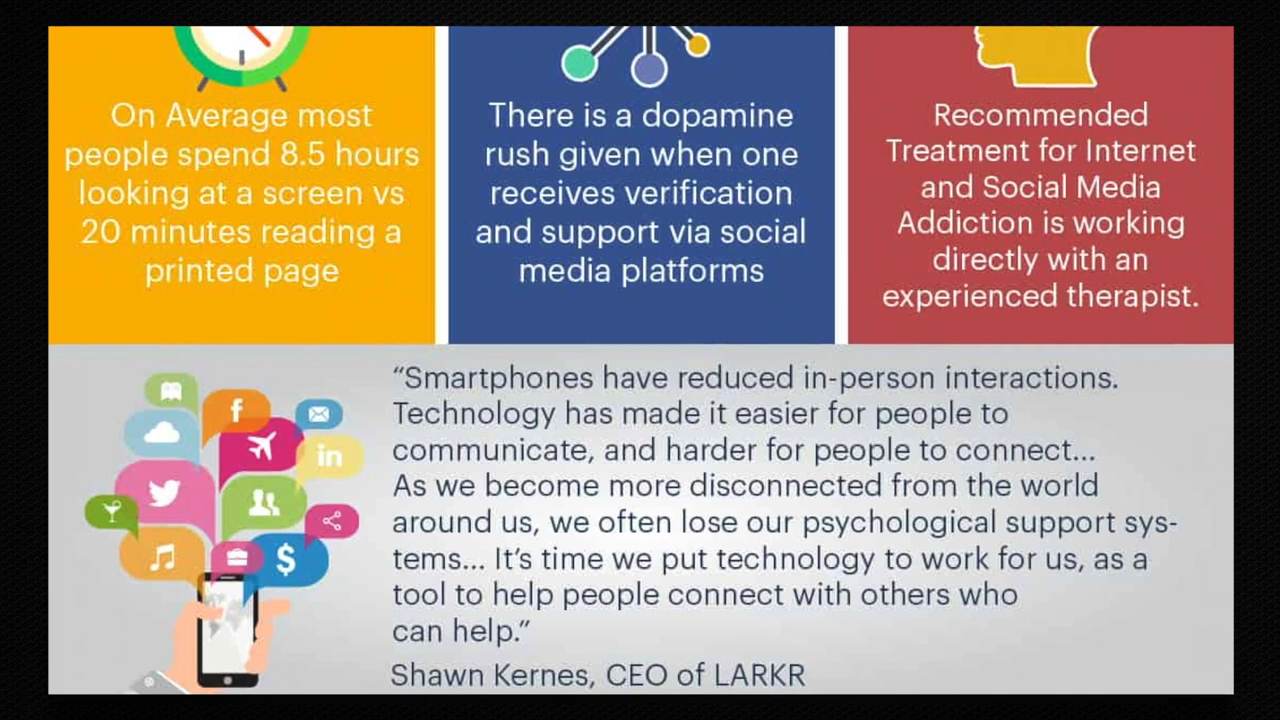 On Average most
people spend 8.5 hours
looking at a screen vs
20 minutes reading a
printed page
There is a dopamine
rush given when one
receives verification
and support via social
media platforms
Recommended
Treatment for Internet
and Social Media
Addiction is working
directly with an
experienced therapist.
f
in
$
“Smartphones have reduced in-person interactions.
Technology has made it easier for people to
communicate, and harder for people to connect...
As we become more disconnected from the world
around us, we often lose our psychological support sys-
tems... It’s time we put technology to work for us, as a
tool to help people connect with others who
can help.”
Shawn Kernes, CEO of LARKR